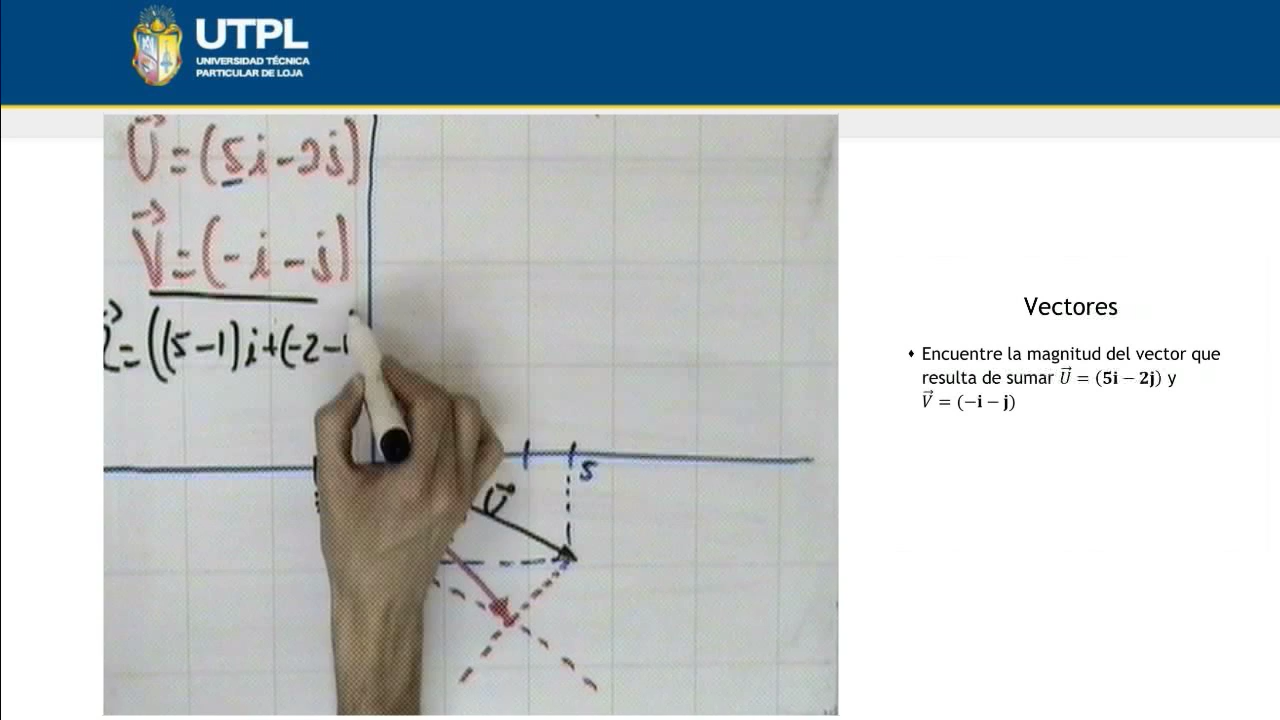 UTPL
UNIVERSIDAD TÉCNICA
PARTICULAR DE LOJA
U⃗ = (5i - 2j)
V⃗ = (-i - j)
= ((5-1)i + (-2-1
5
U⃗
Vectores
Encuentre la magnitud del vector que
resulta de sumar U⃗ = (5i − 2j) y
V⃗ = (−i − j)